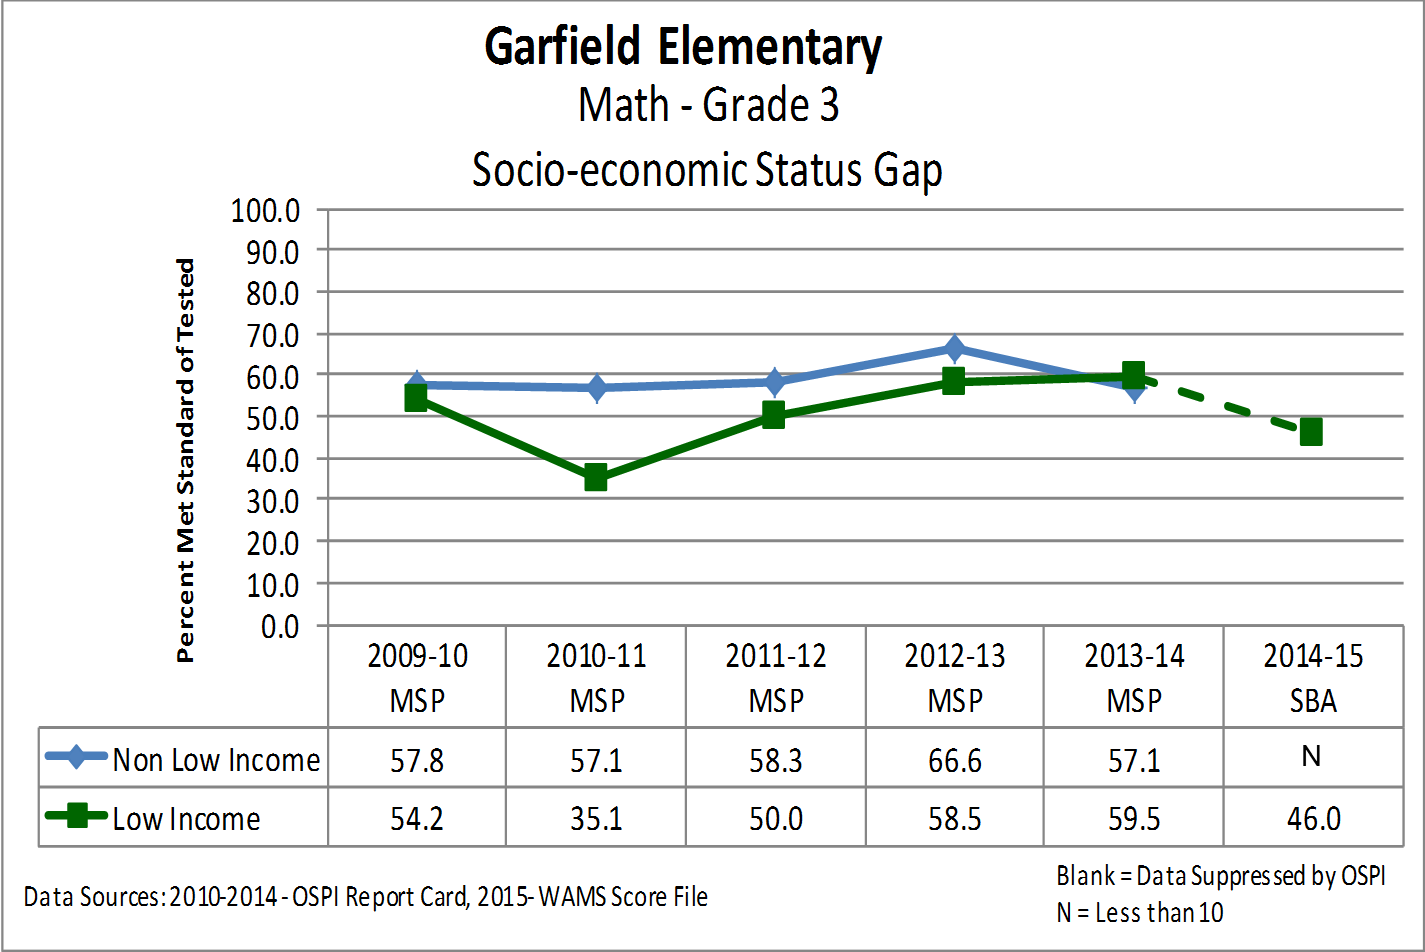 Garfield Elementary
Math - Grade 3
Socio-economic Status Gap
Percent Met Standard of Tested
100.0
90.0
80.0
70.0
60.0
50.0
40.0
30.0
20.0
10.0
0.0
2009-10 2010-11 2011-12 2012-13 2013-14 2014-15
MSP MSP MSP MSP MSP SBA
Non Low Income 57.8 57.1 58.3 66.6 57.1 N
Low Income 54.2 35.1 50.0 58.5 59.5 46.0
Data Sources: 2010-2014 - OSPI Report Card, 2015- WAMS Score File
Blank = Data Suppressed by OSPI
N = Less than 10